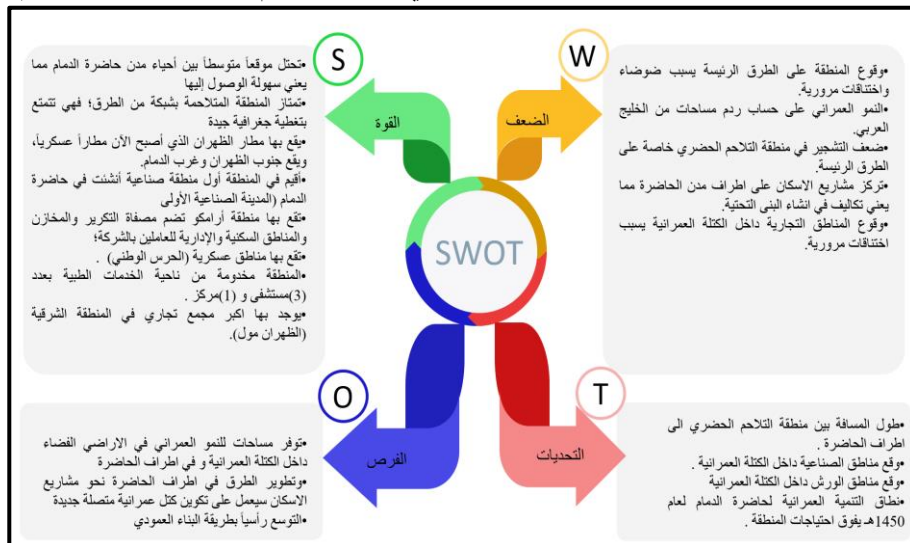 S
القوة
•تحتل موقعاً متوسطاً بين أحياء مدن حاضرة الدمام مما
يعني سهولة الوصول إليها
•تمتاز المنطقة المتلاحمة بشبكة من الطرق؛ فهي تتمتع
بتغطية جغرافية جيدة
•يقع بها مطار الظهران الذي أصبح الآن مطاراً عسكرياً،
ويقع جنوب الظهران وغرب الدمام.
•أقيم في المنطقة أول منطقة صناعية أنشئت في حاضرة
الدمام (المدينة الصناعية الأولى
•تقع بها منطقة أرامكو تضم مصفاة التكرير والمخازن
والمناطق السكنية والإدارية للعاملين بالشركة؛
•تقع بها مناطق عسكرية (الحرس الوطني) .
•المنطقة مخدومة من ناحية الخدمات الطبية بعدد
(3)مستشفى و (1)مركز .
•يوجد بها اكبر مجمع تجاري في المنطقة الشرقية
(الظهران مول).
W
الضعف
•وقوع المنطقة على الطرق الرئيسة يسبب ضوضاء
واختناقات مرورية.
•النمو العمراني على حساب ردم مساحات من الخليج
العربي.
•ضعف التشجير في منطقة التلاحم الحضري خاصة على
الطرق الرئيسة.
•تركز مشاريع الاسكان على اطراف مدن الحاضرة مما
يعني تكاليف في انشاء البنى التحتية.
•وقوع المناطق التجارية داخل الكتلة العمرانية يسبب
اختناقات مرورية.
SWOT
O
الفرص
•توفر مساحات للنمو العمراني في الاراضي الفضاء
داخل الكتلة العمرانية و في اطراف الحاضرة
•وتطوير الطرق في اطراف الحاضرة نحو مشاريع
الاسكان سيعمل على تكوين كتل عمرانية متصلة جديدة
•التوسع رأسياً بطريقة البناء العمودي
T
التحديات
•طول المسافة بين منطقة التلاحم الحضري الى
اطراف الحاضرة .
•وقع مناطق الصناعية داخل الكتلة العمرانية .
•وقع مناطق الورش داخل الكتلة العمرانية
•نطاق التنمية العمرانية لحاضرة الدمام لعام
1450هـ يفوق احتياجات المنطقة .